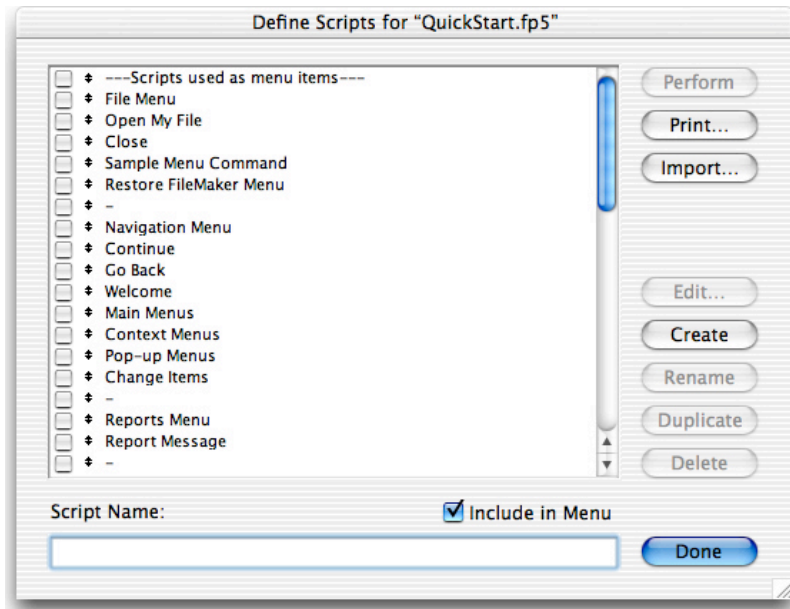 Define Scripts for “QuickStart.fp5”
---Scripts used as menu items---
File Menu
Open My File
Close
Sample Menu Command
Restore FileMaker Menu
-
Navigation Menu
Continue
Go Back
Welcome
Main Menus
Context Menus
Pop-up Menus
Change Items
-
Reports Menu
Report Message
-
Perform
Print...
Import...
Edit...
Create
Rename
Duplicate
Delete
Script Name:
Include in Menu
Done